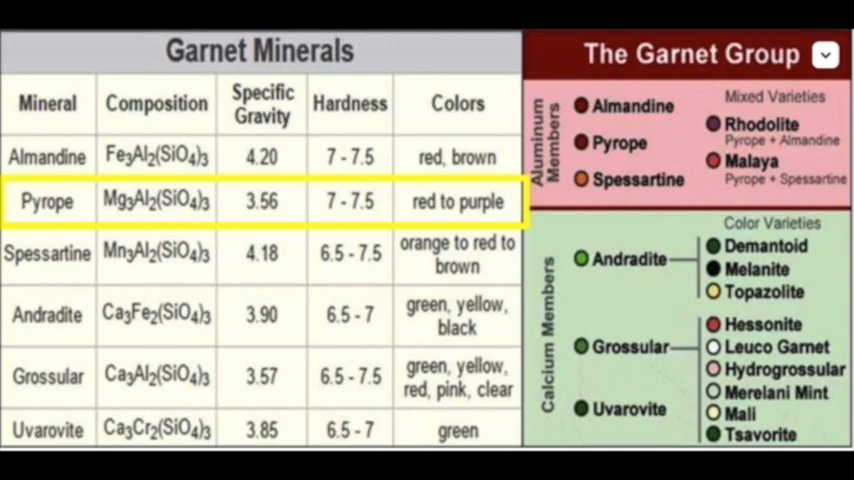 Garnet Minerals
Mineral Composition Specific Gravity Hardness Colors
Almandine Fe3Al2(SiO4)3 4.20 7 - 7.5 red, brown
Pyrope Mg3Al2(SiO4)3 3.56 7 - 7.5 red to purple
Spessartine Mn3Al2(SiO4)3 4.18 6.5 - 7.5 orange to red to brown
Andradite Ca3Fe2(SiO4)3 3.90 6.5 - 7 green, yellow, black
Grossular Ca3Al2(SiO4)3 3.57 6.5 - 7.5 green, yellow, red, pink, clear
Uvarovite Ca3Cr2(SiO4)3 3.85 6.5 - 7 green
The Garnet Group
Aluminum Members
Almandine
Pyrope
Spessartine
Mixed Varieties
Rhodolite
Pyrope + Almandine
Malaya
Pyrope + Spessartine
Calcium Members
Andradite
Grossular
Uvarovite
Color Varieties
Demantoid
Melanite
Topazolite
Hessonite
Leuco Garnet
Hydrogrossular
Merelani Mint
Mali
Tsavorite